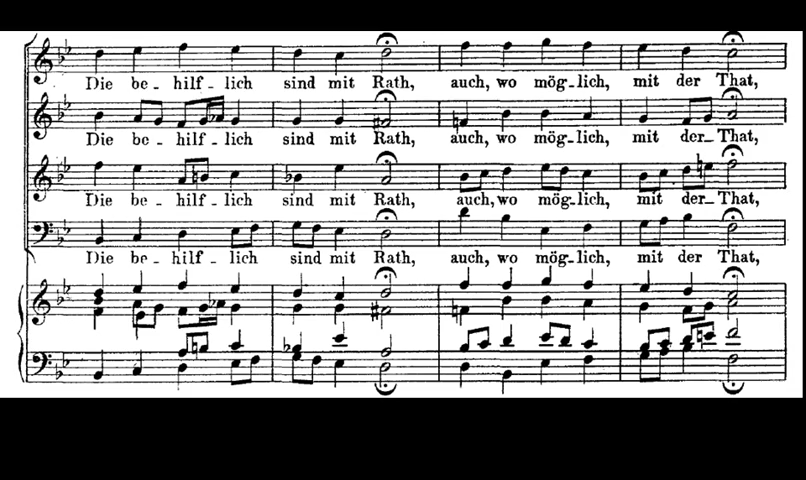 Die be - hilf - lich sind mit Rath, auch, wo mög - lich, mit der That,
Die be - hilf - lich sind mit Rath, auch, wo mög - lich, mit der That,
Die be - hilf - lich sind mit Rath, auch, wo mög - lich, mit der That,
Die be - hilf - lich sind mit Rath, auch, wo mög - lich, mit der That,